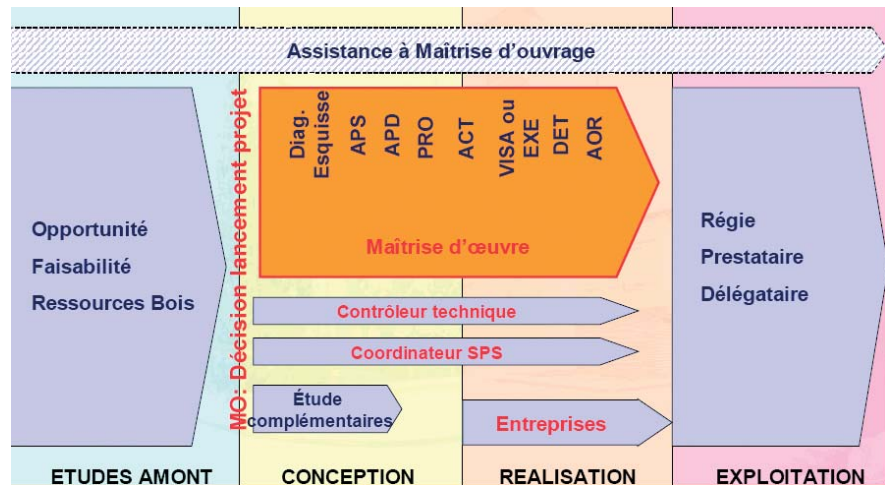 Assistance à Maîtrise d'ouvrage
Opportunité
Faisabilité
Ressources Bois
MO: Décision lancement projet
Diag.
Esquisse
APS
APD
PRO
ACT
VISA ou
EXE
DET
AOR
Maîtrise d'œuvre
Contrôleur technique
Coordinateur SPS
Étude
complémentaires
Entreprises
Régie
Prestataire
Délégataire
ETUDES AMONT
CONCEPTION
REALISATION
EXPLOITATION